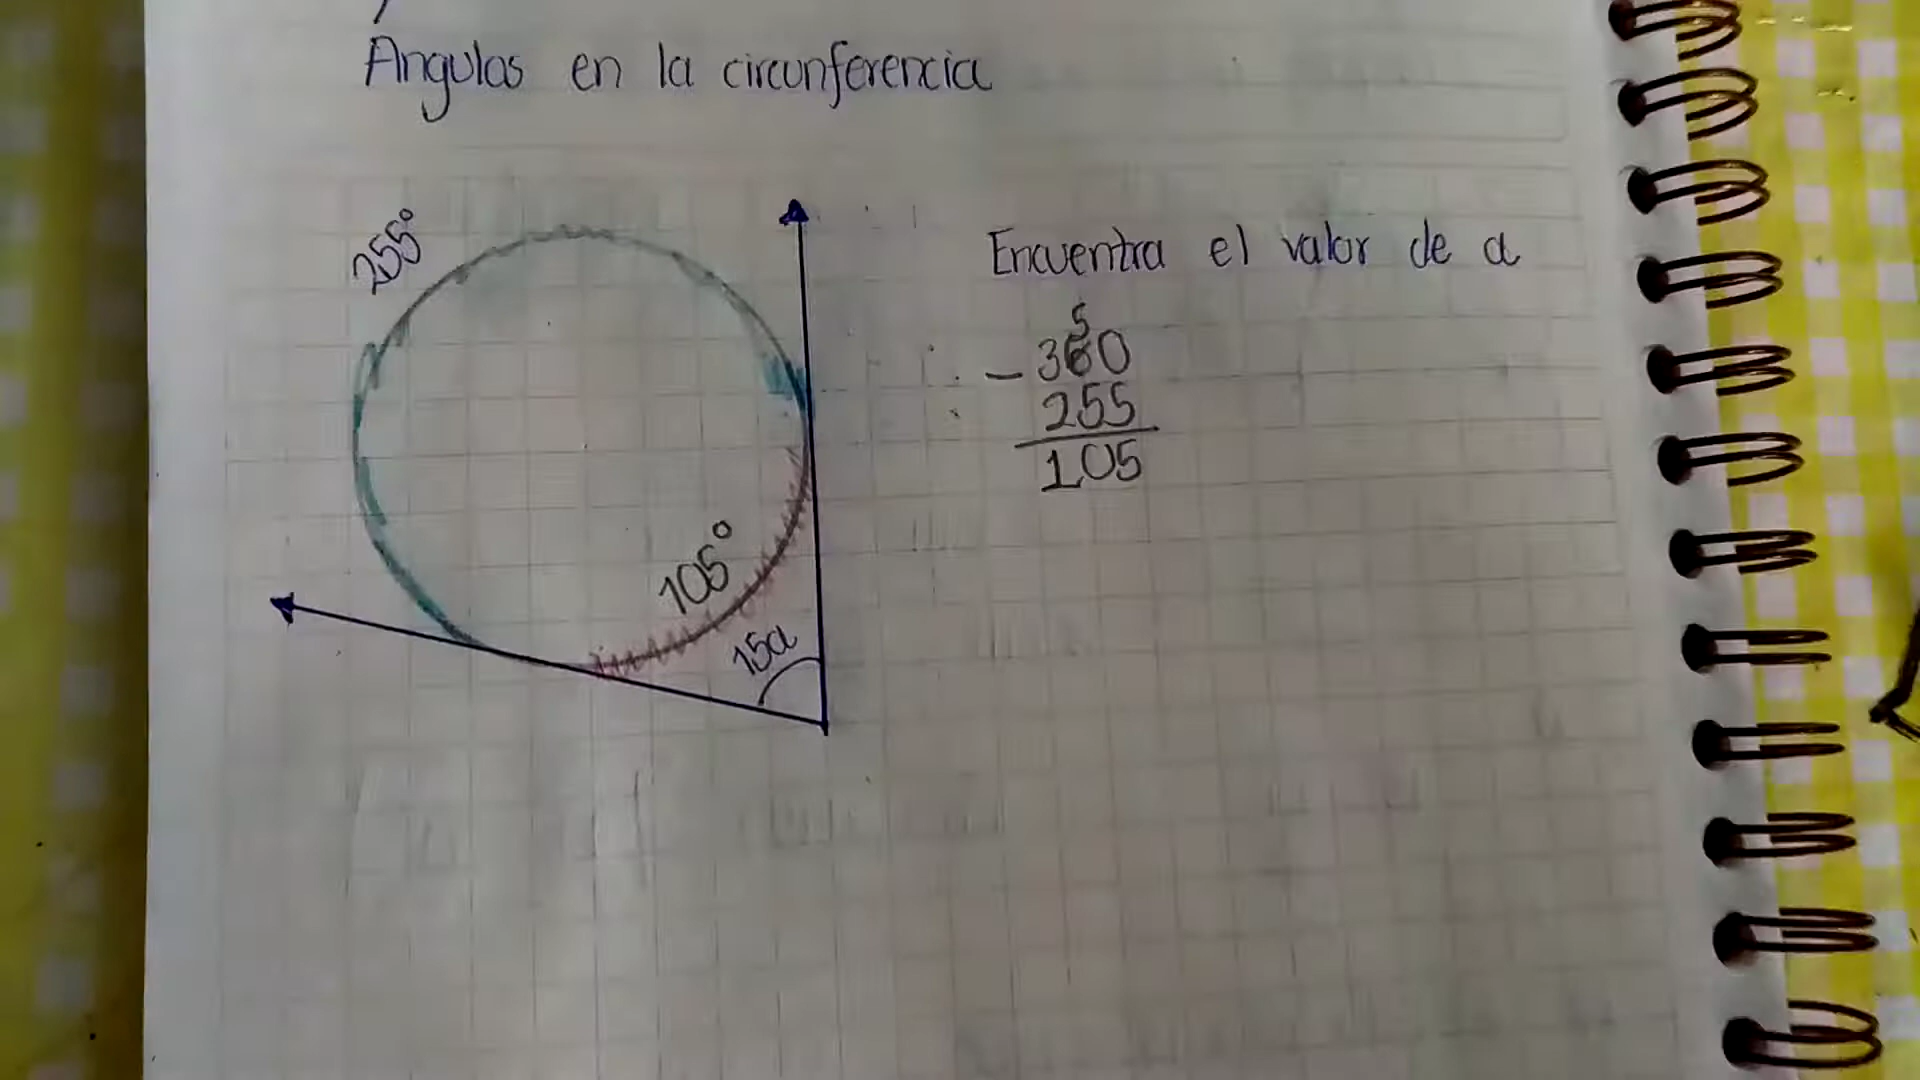 Angulos en la circunferencia
255°
Encuentra el valor de a
5
- 360
255
105
105°
15a